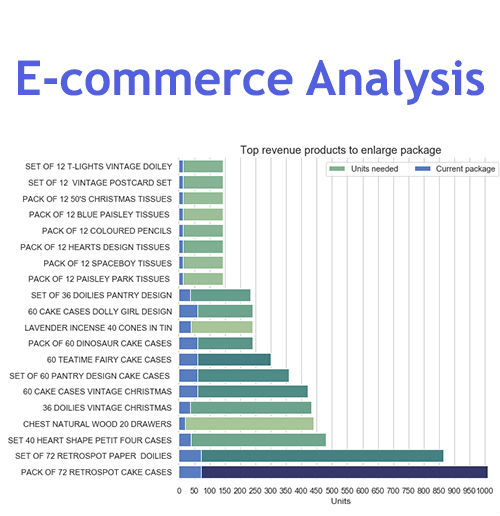 E-commerce Analysis
Top revenue products to enlarge package
Units needed
Current package
SET OF 12 T-LIGHTS VINTAGE DOILEY
SET OF 12 VINTAGE POSTCARD SET
PACK OF 12 50'S CHRISTMAS TISSUES
PACK OF 12 BLUE PAISLEY TISSUES
PACK OF 12 COLOURED PENCILS
PACK OF 12 HEARTS DESIGN TISSUES
PACK OF 12 SPACEBOY TISSUES
PACK OF 12 PAISLEY PARK TISSUES
SET OF 36 DOILIES PANTRY DESIGN
60 CAKE CASES DOLLY GIRL DESIGN
LAVENDER INCENSE 40 CONES IN TIN
PACK OF 60 DINOSAUR CAKE CASES
60 TEATIME FAIRY CAKE CASES
SET OF 60 PANTRY DESIGN CAKE CASES
60 CAKE CASES VINTAGE CHRISTMAS
36 DOILIES VINTAGE CHRISTMAS
CHEST NATURAL WOOD 20 DRAWERS
SET 40 HEART SHAPE PETIT FOUR CASES
SET OF 72 RETROSPOT PAPER DOILIES
PACK OF 72 RETROSPOT CAKE CASES
0 50 100 150 200 250 300 350 400 450 500 550 600 650 700 750 800 850 900 950 1000
Units